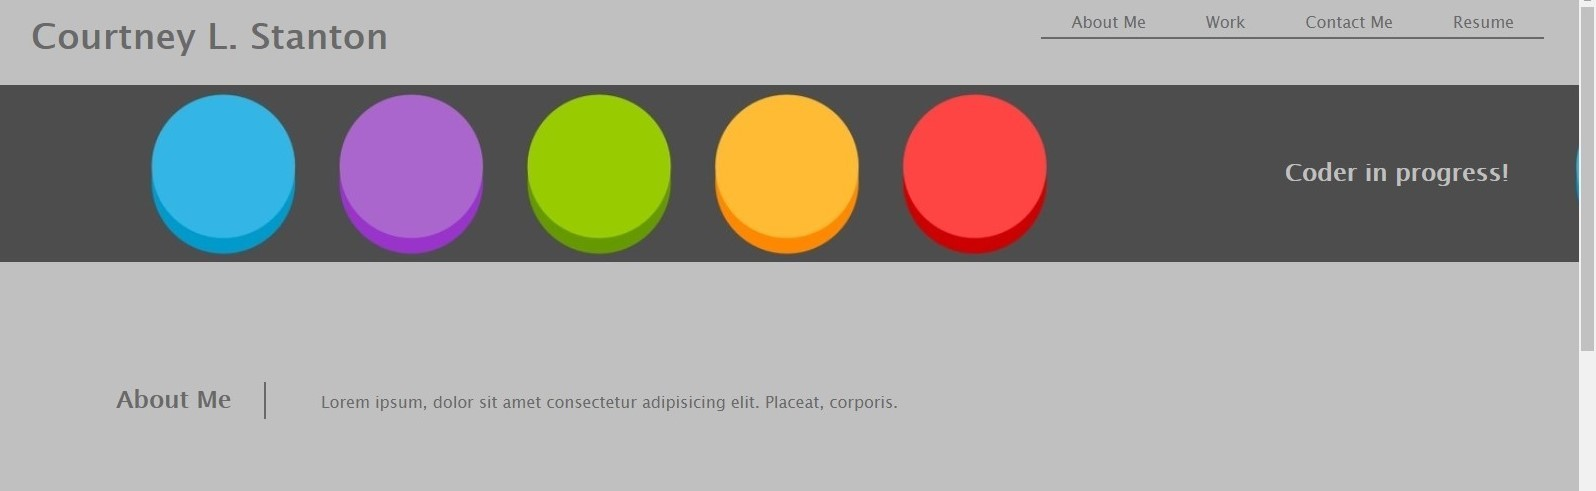 Courtney L. Stanton
About Me Work Contact Me Resume
Coder in progress!
About Me
Lorem ipsum, dolor sit amet consectetur adipisicing elit. Placeat, corporis.